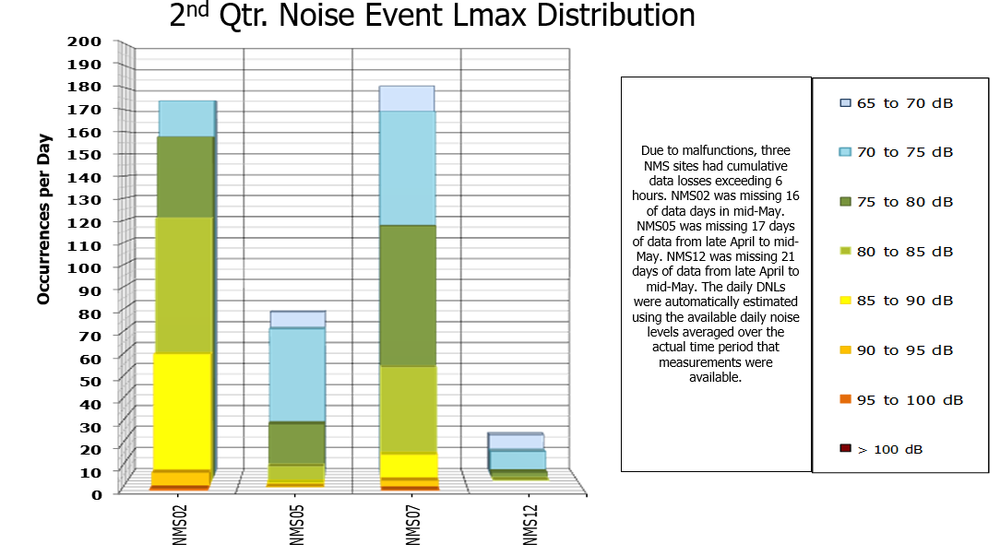 2nd Qtr. Noise Event Lmax Distribution
Occurrences per Day
200
190
180
170
160
150
140
130
120
110
100
90
80
70
60
50
40
30
20
10
0
NMS02
NMS05
NMS07
NMS12
Due to malfunctions, three
NMS sites had cumulative
data losses exceeding 6
hours. NMS02 was missing 16
of data days in mid-May.
NMS05 was missing 17 days
of data from late April to mid-
May. NMS12 was missing 21
days of data from late April to
mid-May. The daily DNLs
were automatically estimated
using the available daily noise
levels averaged over the
actual time period that
measurements were
available.
65 to 70 dB
70 to 75 dB
75 to 80 dB
80 to 85 dB
85 to 90 dB
90 to 95 dB
95 to 100 dB
> 100 dB